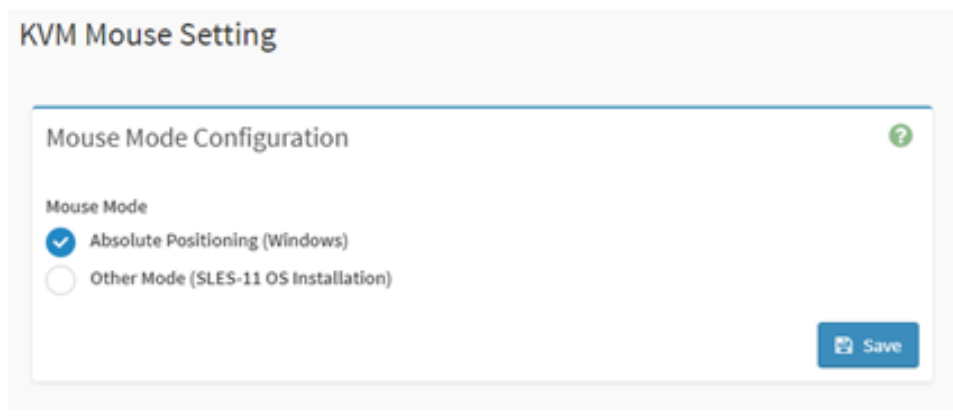 KVM Mouse Setting
Mouse Mode Configuration
Mouse Mode
Absolute Positioning (Windows)
Other Mode (SLES-11 OS Installation)
Save